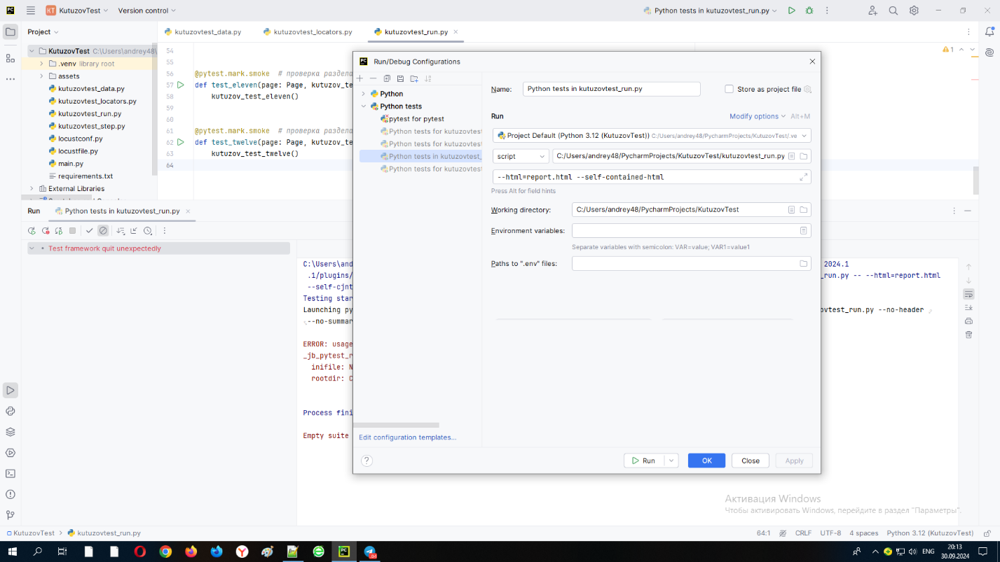 KT KutuzovTest
Version control
Python tests in kutuzovtest_run.py
Project
kutuzovtest_data.py
kutuzovtest_locators.py
kutuzovtest_run.py
KutuzovTest C:\Users\andrey48\
.venv library root
assets
kutuzovtest_data.py
kutuzovtest_locators.py
kutuzovtest_run.py
kutuzovtest_step.py
locustconf.py
locustfile.py
main.py
requirements.txt
External Libraries
54
55
56 @pytest.mark.smoke # проверка раздела
57 def test_eleven(page: Page, kutuzov_te
58 kutuzov_test_eleven()
59
60
61 @pytest.mark.smoke # проверка раздела
62 def test_twelve(page: Page, kutuzov_te
63 kutuzov_test_twelve()
64
1
Run/Debug Configurations
Python
Python tests
pytest for pytest
Python tests for kutuzovtest
Python tests for kutuzovtest
Python tests in kutuzovtest_
Python tests for kutuzovtest
Edit configuration templates...
Name: Python tests in kutuzovtest_run.py
Store as project file
Run
Modify options Alt+M
Project Default (Python 3.12 (KutuzovTest)) C:/Users/andrey48/PycharmProjects/KutuzovTest/.ve
script C:/Users/andrey48/PycharmProjects/KutuzovTest/kutuzovtest_run.py
--html=report.html --self-contained-html
Press Alt for field hints
Working directory: C:/Users/andrey48/PycharmProjects/KutuzovTest
Environment variables:
Separate variables with semicolon: VAR=value; VAR1=value1
Paths to ".env" files:
Run
OK
Close
Apply
Run
Python tests in kutuzovtest_run.py
Test framework quit unexpectedly
C:\Users\and 2024.1
.1/plugins/ _run.py -- --html=report.html
--self-cjnt
Testing star
Launching py ovtest_run.py --no-header
--no-summar
ERROR: usage
_jb_pytest_r
inifile: N
rootdir: C
Process fini
Empty suite
Активация Windows
Чтобы активировать Windows, перейдите в раздел "Параметры".
KutuzovTest
kutuzovtest_run.py
64:1
CRLF
UTF-8
4 spaces
Python 3.12 (KutuzovTest)
ENG
20:13
30.09.2024